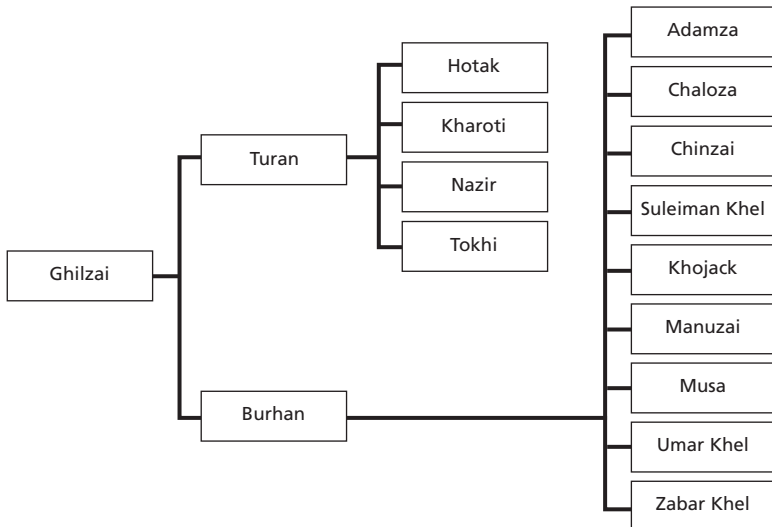 Ghilzai
Turan
Burhan
Hotak
Kharoti
Nazir
Tokhi
Adamza
Chaloza
Chinzai
Suleiman Khel
Khojack
Manuzai
Musa
Umar Khel
Zabar Khel